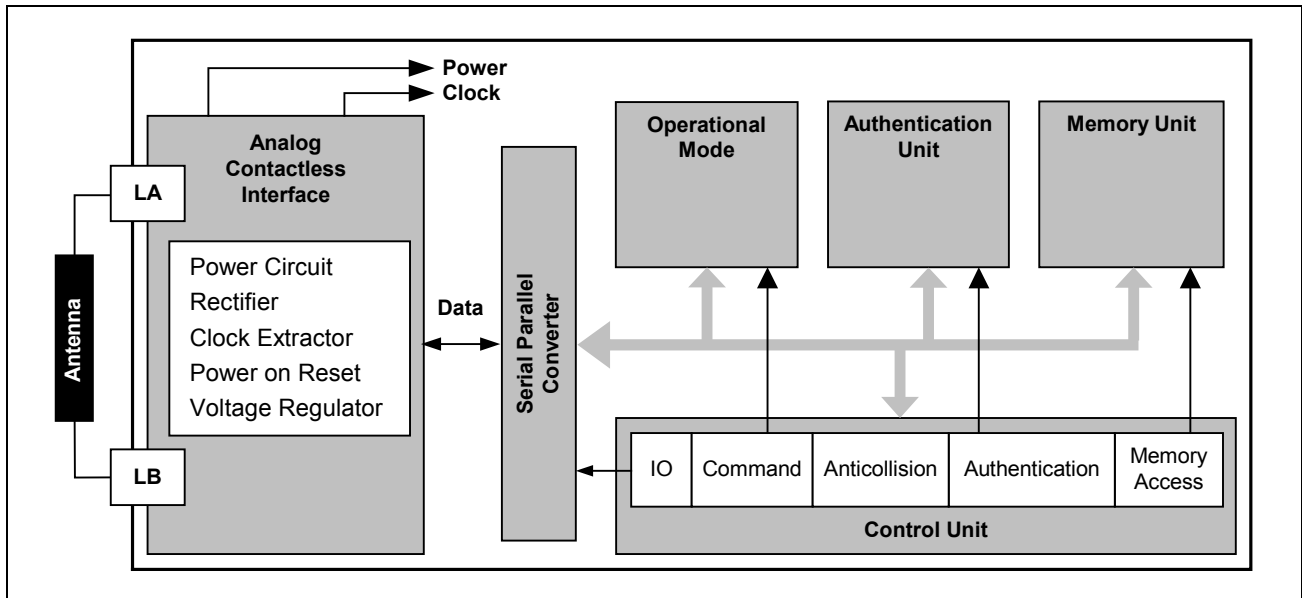 Power
Clock
Analog
Contactless
Interface
LA
Antenna
LB
Power Circuit
Rectifier
Clock Extractor
Power on Reset
Voltage Regulator
Data
Serial Parallel
Converter
Operational
Mode
Authentication
Unit
Memory Unit
IO
Command
Anticollision
Authentication
Memory
Access
Control Unit